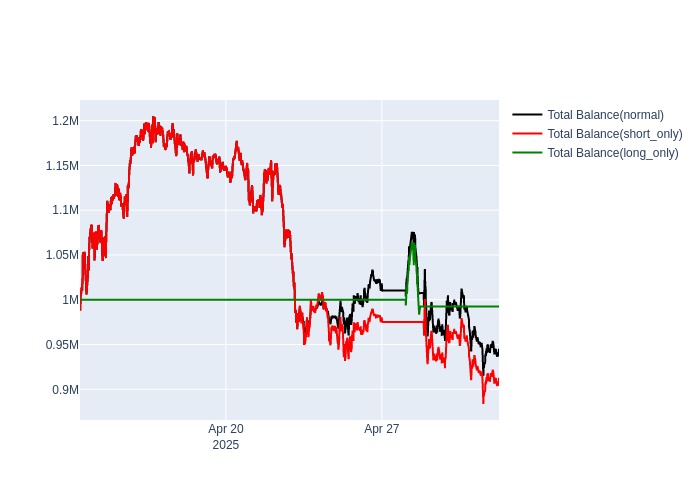 1.2M
1.15M
1.1M
1.05M
1M
0.95M
0.9M
Apr 20
2025
Apr 27
Total Balance(normal)
Total Balance(short_only)
Total Balance(long_only)